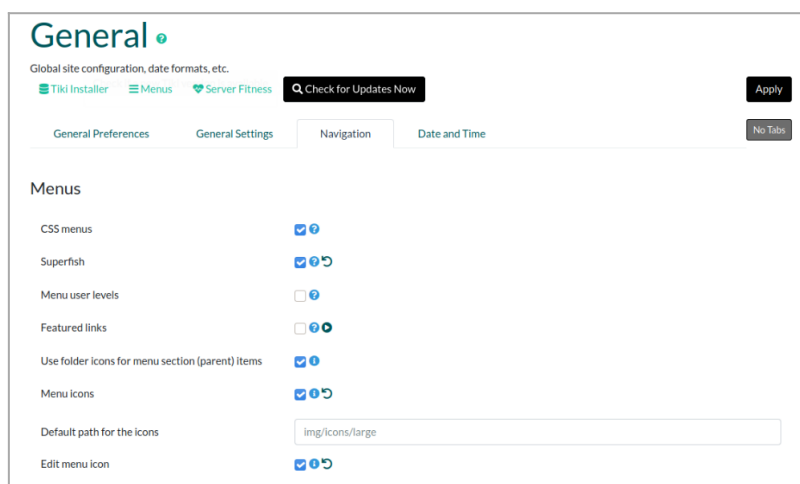 General
Global site configuration, date formats, etc.
Tiki Installer Menus Server Fitness Check for Updates Now Apply
General Preferences General Settings Navigation Date and Time No Tabs
Menus
CSS menus
Superfish
Menu user levels
Featured links
Use folder icons for menu section (parent) items
Menu icons
Default path for the icons img/icons/large
Edit menu icon